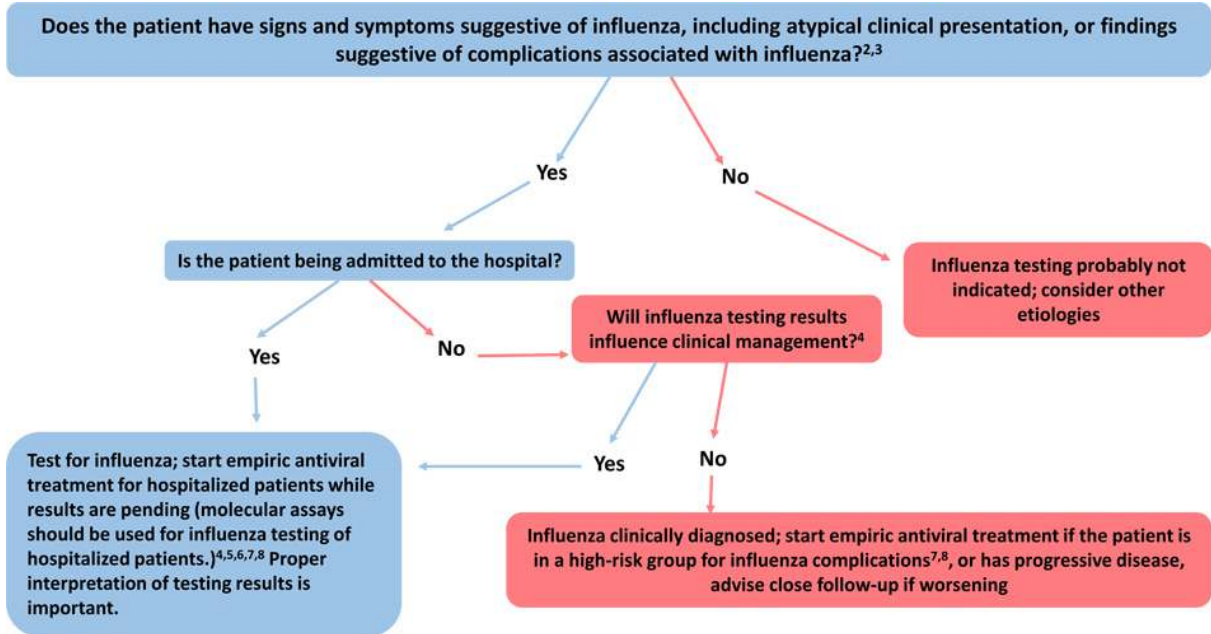 Does the patient have signs and symptoms suggestive of influenza, including atypical clinical presentation, or findings
suggestive of complications associated with influenza?2,3
Yes
No
Is the patient being admitted to the hospital?
Influenza testing probably not
indicated; consider other
etiologies
Yes
No
Will influenza testing results
influence clinical management?4
Yes
No
Test for influenza; start empiric antiviral
treatment for hospitalized patients while
results are pending (molecular assays
should be used for influenza testing of
hospitalized patients.)4,5,6,7,8 Proper
interpretation of testing results is
important.
Influenza clinically diagnosed; start empiric antiviral treatment if the patient is
in a high-risk group for influenza complications7,8, or has progressive disease,
advise close follow-up if worsening